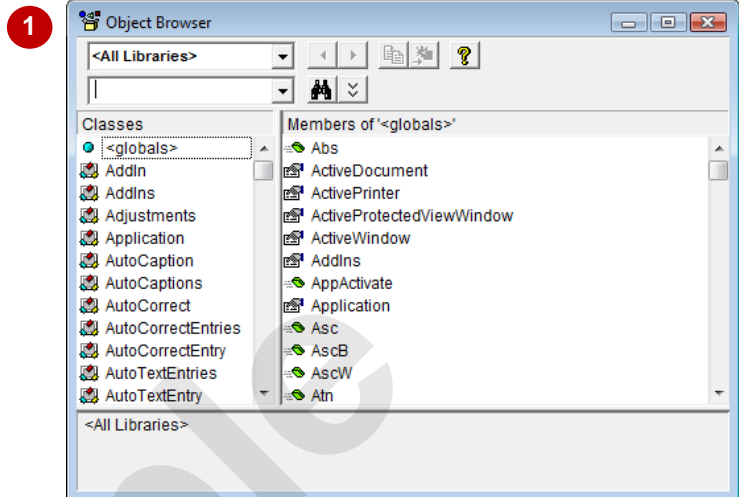 1
Object Browser
<All Libraries>
Classes
Members of '<globals>'
<globals>
AddIn
AddIns
Adjustments
Application
AutoCaption
AutoCaptions
AutoCorrect
AutoCorrectEntries
AutoCorrectEntry
AutoTextEntries
AutoTextEntry
Abs
ActiveDocument
ActivePrinter
ActiveProtectedViewWindow
ActiveWindow
AddIns
AppActivate
Application
Asc
AscB
AscW
Atn
<All Libraries>